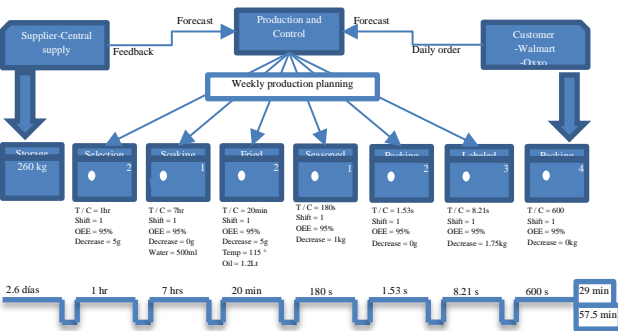 Supplier-Central
supply
Forecast
Feedback
Production and
Control
Forecast
Daily order
Customer
-Walmart
-Oxxo
Weekly production planning
Storage
260 kg
Selection
2
Soaking
1
Fried
2
Seasoned
1
Packing
2
Labeled
3
Packing
4
T / C = 1hr
Shift = 1
OEE = 95%
Decrease = 5g
T / C = 7hr
Shift = 1
OEE = 95%
Decrease = 0g
Water = 500ml
T / C = 20min
Shift = 1
OEE = 95%
Decrease = 5g
Temp = 115 °
Oil = 1.2Lt
T / C = 180s
Shift = 1
OEE = 95%
Decrease = 1kg
T / C = 1.53s
Shift = 1
OEE = 95%
Decrease = 0g
T / C = 8.21s
Shift = 1
OEE = 95%
Decrease = 1.75kg
T / C = 600
Shift = 1
OEE = 95%
Decrease = 0kg
2.6 días
1 hr
7 hrs
20 min
180 s
1.53 s
8.21 s
600 s
29 min
57.5 min